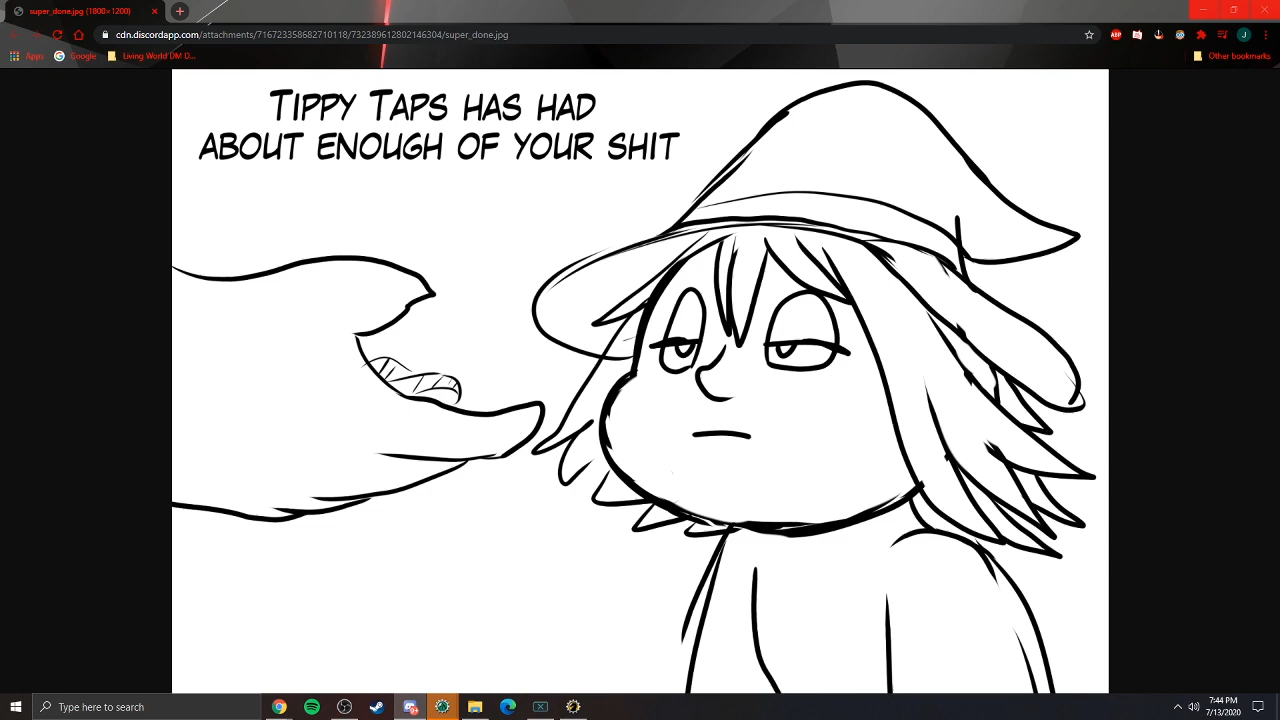 super_done.jpg (1800×1200)
cdn.discordapp.com/attachments/716723358682710118/732389612802146304/super_done.jpg
ABP
J
Apps
Google
Living World DM D...
Other bookmarks
TIPPY TAPS HAS HAD
ABOUT ENOUGH OF YOUR SHIT
Type here to search
7:44 PM
7/13/2020